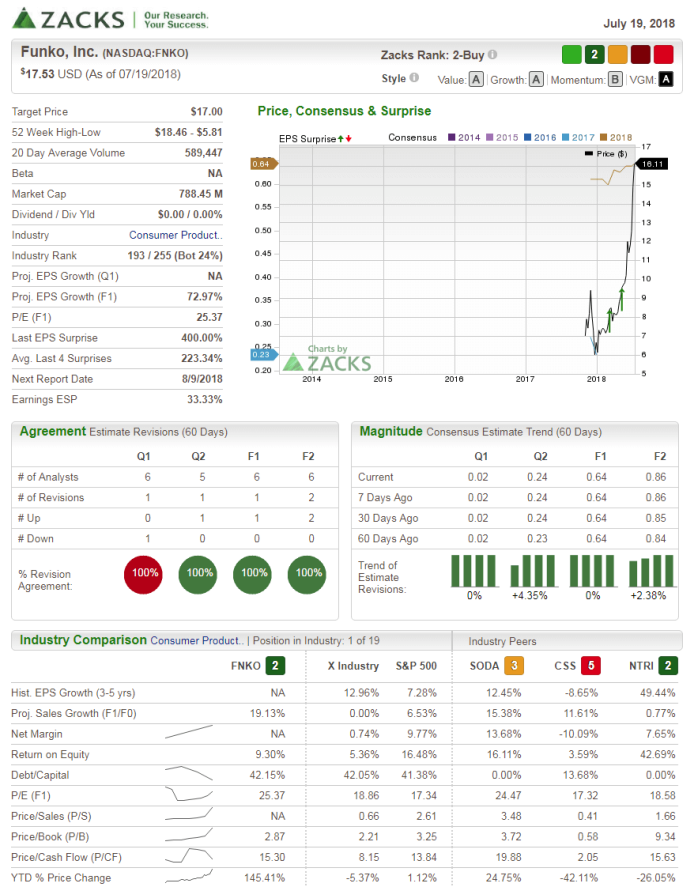 ZACKS
Our Research.
Your Success.
July 19, 2018
Funko, Inc. (NASDAQ:FNKO)
$17.53 USD (As of 07/19/2018)
Zacks Rank: 2-Buy
2
Style Value: A | Growth: A | Momentum: B | VGM: A
Target Price $17.00
52 Week High-Low $18.46 - $5.81
20 Day Average Volume 589,447
Beta NA
Market Cap 788.45 M
Dividend / Div Yld $0.00 / 0.00%
Industry Consumer Product..
Industry Rank 193 / 255 (Bot 24%)
Proj. EPS Growth (Q1) NA
Proj. EPS Growth (F1) 72.97%
P/E (F1) 25.37
Last EPS Surprise 400.00%
Avg. Last 4 Surprises 223.34%
Next Report Date 8/9/2018
Earnings ESP 33.33%
Price, Consensus & Surprise
EPS Surprise Consensus 2014 2015 2016 2017 2018
Price ($)
0.64
0.60
0.55
0.50
0.45
0.40
0.35
0.30
0.25
0.23
0.20
17
16.11
15
14
13
12
11
10
9
8
7
6
5
Charts by
ZACKS
2014 2015 2016 2017 2018
Agreement Estimate Revisions (60 Days)
Q1 Q2 F1 F2
# of Analysts 6 5 6 6
# of Revisions 1 1 1 2
# Up 0 1 1 2
# Down 1 0 0 0
% Revision
Agreement:
100% 100% 100% 100%
Magnitude Consensus Estimate Trend (60 Days)
Q1 Q2 F1 F2
Current 0.02 0.24 0.64 0.86
7 Days Ago 0.02 0.24 0.64 0.86
30 Days Ago 0.02 0.24 0.64 0.85
60 Days Ago 0.02 0.23 0.64 0.84
Trend of
Estimate
Revisions:
0% +4.35% 0% +2.38%
Industry Comparison Consumer Product.. | Position in Industry: 1 of 19
Industry Peers
FNKO 2 X Industry S&P 500 SODA 3 CSS 5 NTRI 2
Hist. EPS Growth (3-5 yrs) NA 12.96% 7.28% 12.45% -8.65% 49.44%
Proj. Sales Growth (F1/F0) 19.13% 0.00% 6.53% 15.38% 11.61% 0.77%
Net Margin NA 0.74% 9.77% 13.68% -10.09% 7.65%
Return on Equity 9.30% 5.36% 16.48% 16.11% 3.59% 42.69%
Debt/Capital 42.15% 42.05% 41.38% 0.00% 13.68% 0.00%
P/E (F1) 25.37 18.86 17.34 24.47 17.32 18.58
Price/Sales (P/S) NA 0.66 2.61 3.48 0.41 1.66
Price/Book (P/B) 2.87 2.21 3.25 3.72 0.58 9.34
Price/Cash Flow (P/CF) 15.30 8.15 13.84 19.88 2.05 15.63
YTD % Price Change 145.41% -5.37% 1.12% 24.75% -42.11% -26.05%